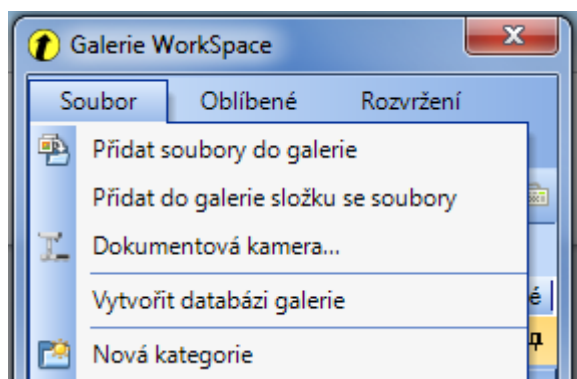 Galerie WorkSpace
Soubor Oblíbené Rozvržení
Přidat soubory do galerie
Přidat do galerie složku se soubory
Dokumentová kamera...
Vytvořit databázi galerie
é
Nová kategorie